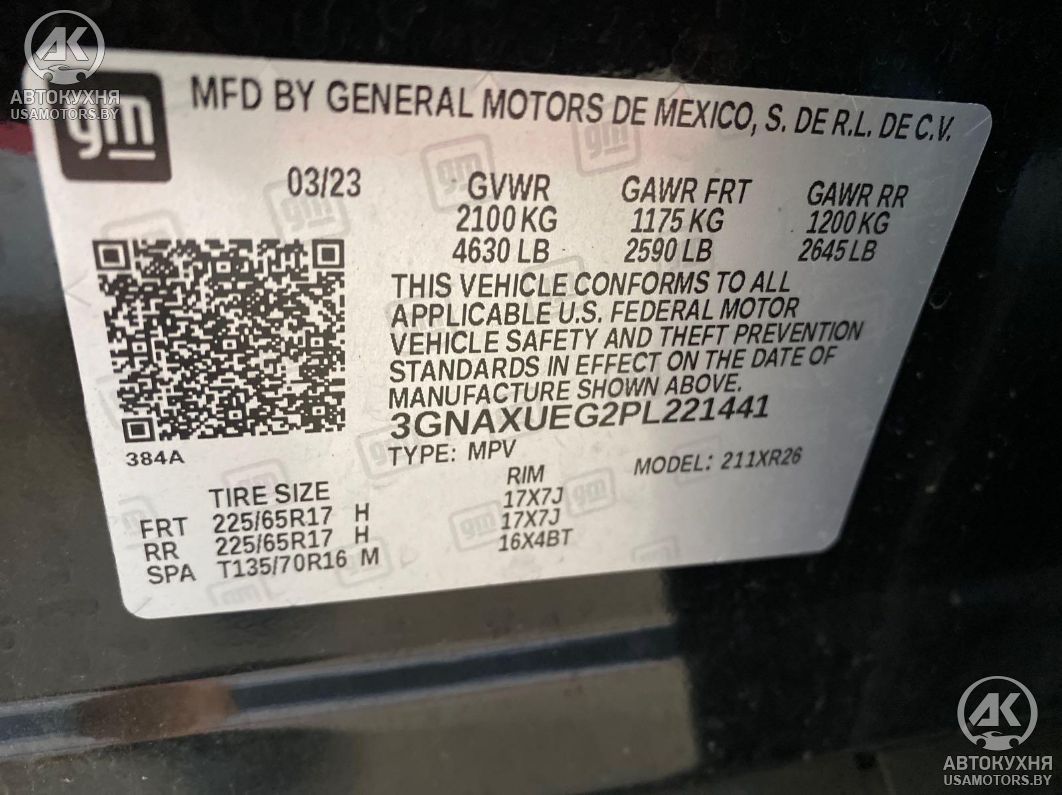 АВТОКУХНЯ
USAMOTORS.BY
gm
MFD BY GENERAL MOTORS DE MEXICO, S. DE R.L. DE C.V.
03/23 GVWR GAWR FRT GAWR RR
2100 KG 1175 KG 1200 KG
4630 LB 2590 LB 2645 LB
THIS VEHICLE CONFORMS TO ALL
APPLICABLE U.S. FEDERAL MOTOR
VEHICLE SAFETY AND THEFT PREVENTION
STANDARDS IN EFFECT ON THE DATE OF
MANUFACTURE SHOWN ABOVE.
3GNAXUEG2PL221441
384A TYPE: MPV MODEL: 211XR26
TIRE SIZE RIM
FRT 225/65R17 H 17X7J
RR 225/65R17 H 17X7J
SPA T135/70R16 M 16X4BT
AK
АВТОКУХНЯ
USAMOTORS.BY